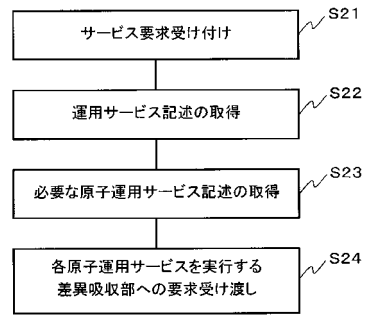 S21
サービス要求受け付け
S22
運用サービス記述の取得
S23
必要な原子運用サービス記述の取得
S24
各原子運用サービスを実行する
差異吸収部への要求受け渡し